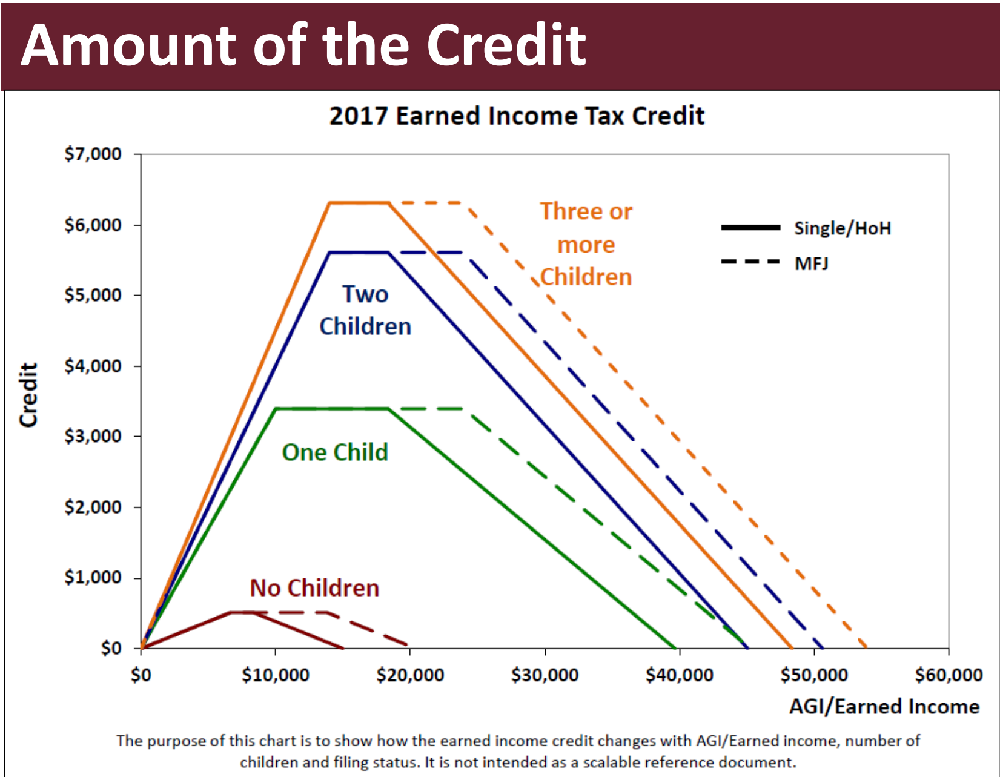 Amount of the Credit
2017 Earned Income Tax Credit
$7,000
$6,000
$5,000
$4,000
$3,000
$2,000
$1,000
$0
Credit
Three or
more
Children
Single/HoH
MFJ
Two
Children
One Child
No Children
$0
$10,000
$20,000
$30,000
$40,000
$50,000
$60,000
AGI/Earned Income
The purpose of this chart is to show how the earned income credit changes with AGI/Earned income, number of
children and filing status. It is not intended as a scalable reference document.